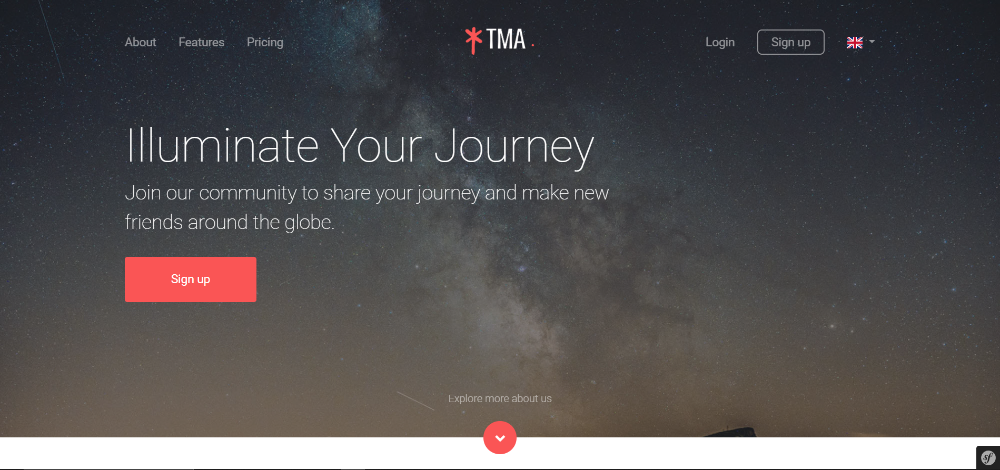 About Features Pricing
TMA
Login Sign up
Illuminate Your Journey
Join our community to share your journey and make new
friends around the globe.
Sign up
Explore more about us
sf